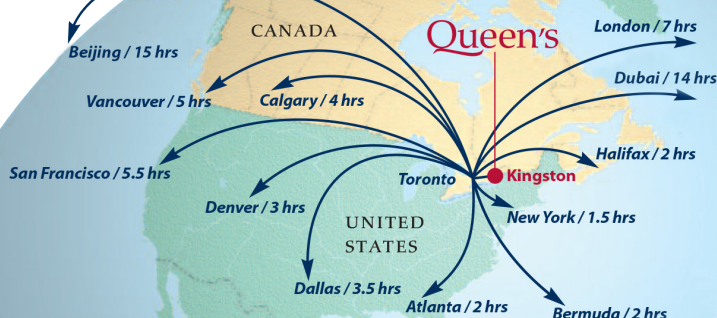 CANADA
Queen's
London / 7 hrs
Beijing / 15 hrs
Dubai / 14 hrs
Vancouver / 5 hrs
Calgary / 4 hrs
Halifax / 2 hrs
San Francisco / 5.5 hrs
Toronto
Kingston
Denver / 3 hrs
New York / 1.5 hrs
UNITED
STATES
Dallas / 3.5 hrs
Atlanta / 2 hrs
Bermuda / 2 hrs